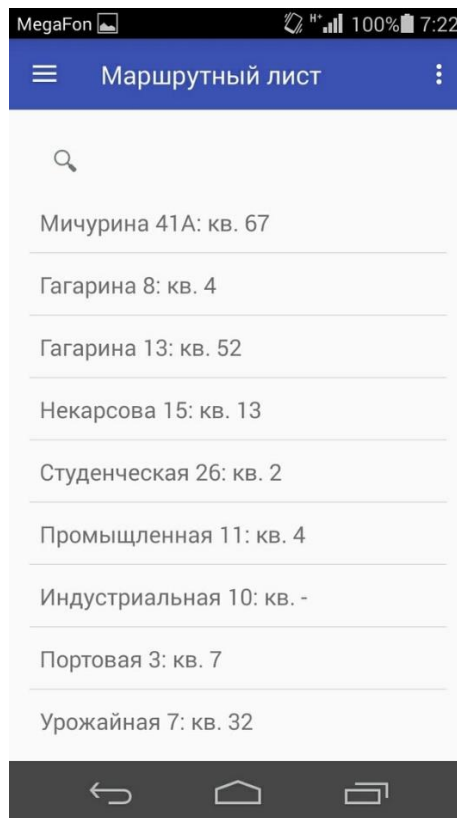 MegaFon H+ 100% 7:22
Маршрутный лист
Мичурина 41А: кв. 67
Гагарина 8: кв. 4
Гагарина 13: кв. 52
Некарсова 15: кв. 13
Студенческая 26: кв. 2
Промыщленная 11: кв. 4
Индустриальная 10: кв. -
Портовая 3: кв. 7
Урожайная 7: кв. 32